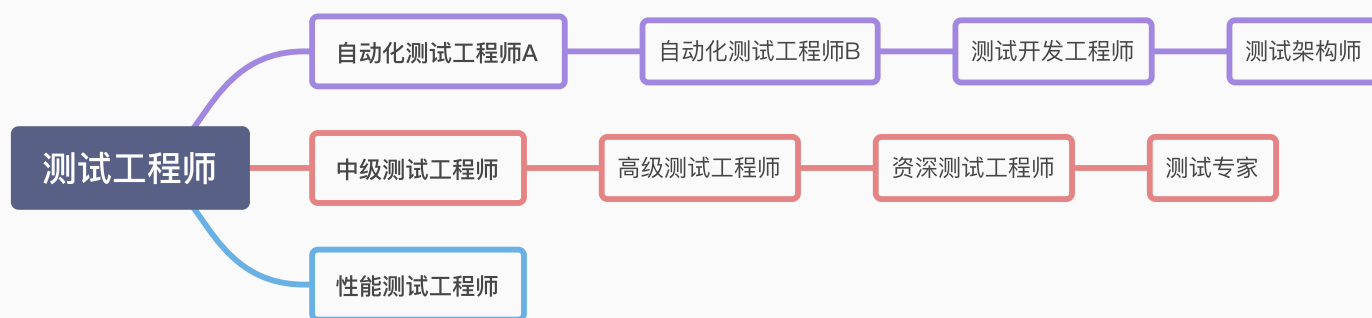 测试工程师
自动化测试工程师A
自动化测试工程师B
测试开发工程师
测试架构师
中级测试工程师
高级测试工程师
资深测试工程师
测试专家
性能测试工程师